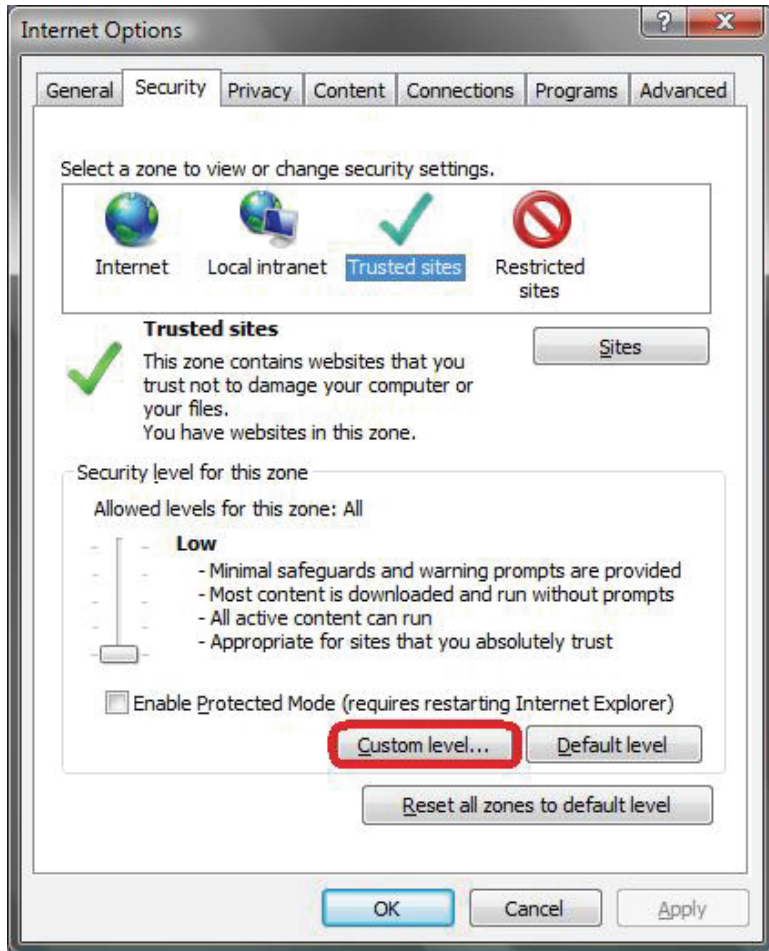 Internet Options
?
X
General Security Privacy Content Connections Programs Advanced
Select a zone to view or change security settings.
Internet Local intranet Trusted sites Restricted
sites
Trusted sites
Sites
This zone contains websites that you
trust not to damage your computer or
your files.
You have websites in this zone.
Security level for this zone
Allowed levels for this zone: All
Low
- Minimal safeguards and warning prompts are provided
- Most content is downloaded and run without prompts
- All active content can run
- Appropriate for sites that you absolutely trust
Enable Protected Mode (requires restarting Internet Explorer)
Custom level... Default level
Reset all zones to default level
OK Cancel Apply